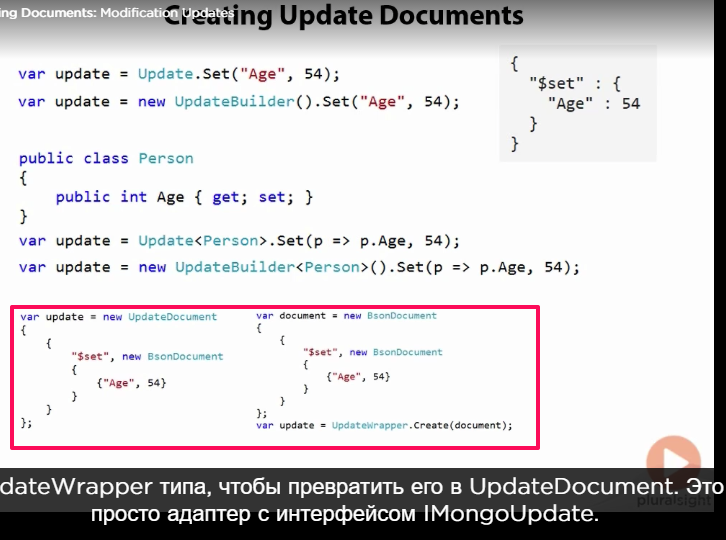 ing Documents: Modification Updates
Creating Update Documents
var update = Update.Set("Age", 54);
var update = new UpdateBuilder().Set("Age", 54);
{
"$set" : {
"Age" : 54
}
}
public class Person
{
public int Age { get; set; }
}
var update = Update<Person>.Set(p => p.Age, 54);
var update = new UpdateBuilder<Person>().Set(p => p.Age, 54);
var update = new UpdateDocument
{
{
"$set", new BsonDocument
{
{"Age", 54}
}
}
};
var document = new BsonDocument
{
{
"$set", new BsonDocument
{
{"Age", 54}
}
}
};
var update = UpdateWrapper.Create(document);
dateWrapper типа, чтобы превратить его в UpdateDocument. Это
просто адаптер с интерфейсом IMongoUpdate.
pluralsight